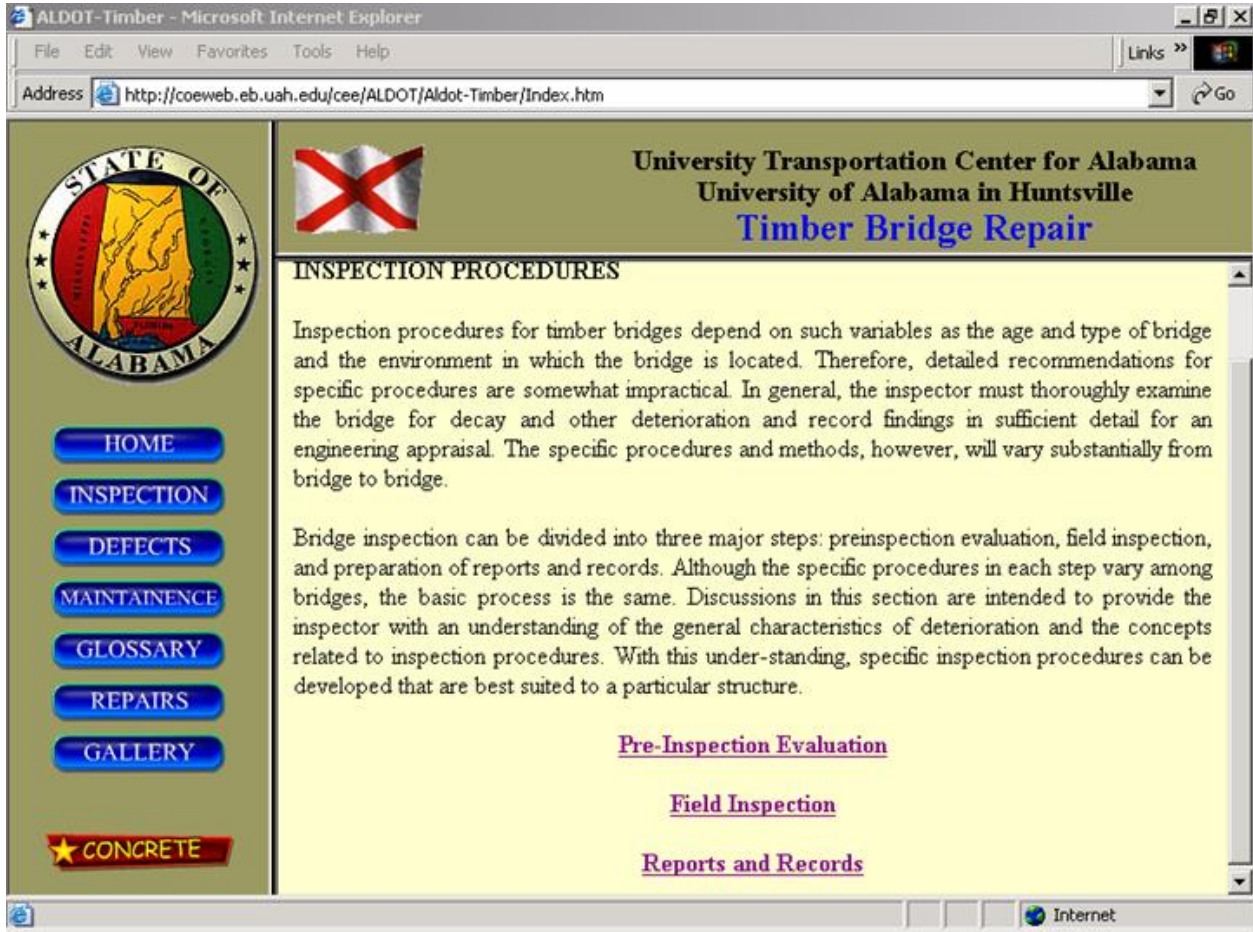 ALDOT-Timber - Microsoft Internet Explorer
File Edit View Favorites Tools Help
Links »
Address http://coeweb.eb.uah.edu/cee/ALDOT/Aldot-Timber/Index.htm
Go
STATE OF
ALABAMA
MISSISSIPPI
FLORIDA
HOME
INSPECTION
DEFECTS
MAINTAINENCE
GLOSSARY
REPAIRS
GALLERY
CONCRETE
University Transportation Center for Alabama
University of Alabama in Huntsville
Timber Bridge Repair
INSPECTION PROCEDURES
Inspection procedures for timber bridges depend on such variables as the age and type of bridge
and the environment in which the bridge is located. Therefore, detailed recommendations for
specific procedures are somewhat impractical. In general, the inspector must thoroughly examine
the bridge for decay and other deterioration and record findings in sufficient detail for an
engineering appraisal. The specific procedures and methods, however, will vary substantially from
bridge to bridge.
Bridge inspection can be divided into three major steps: preinspection evaluation, field inspection,
and preparation of reports and records. Although the specific procedures in each step vary among
bridges, the basic process is the same. Discussions in this section are intended to provide the
inspector with an understanding of the general characteristics of deterioration and the concepts
related to inspection procedures. With this under-standing, specific inspection procedures can be
developed that are best suited to a particular structure.
Pre-Inspection Evaluation
Field Inspection
Reports and Records
Internet